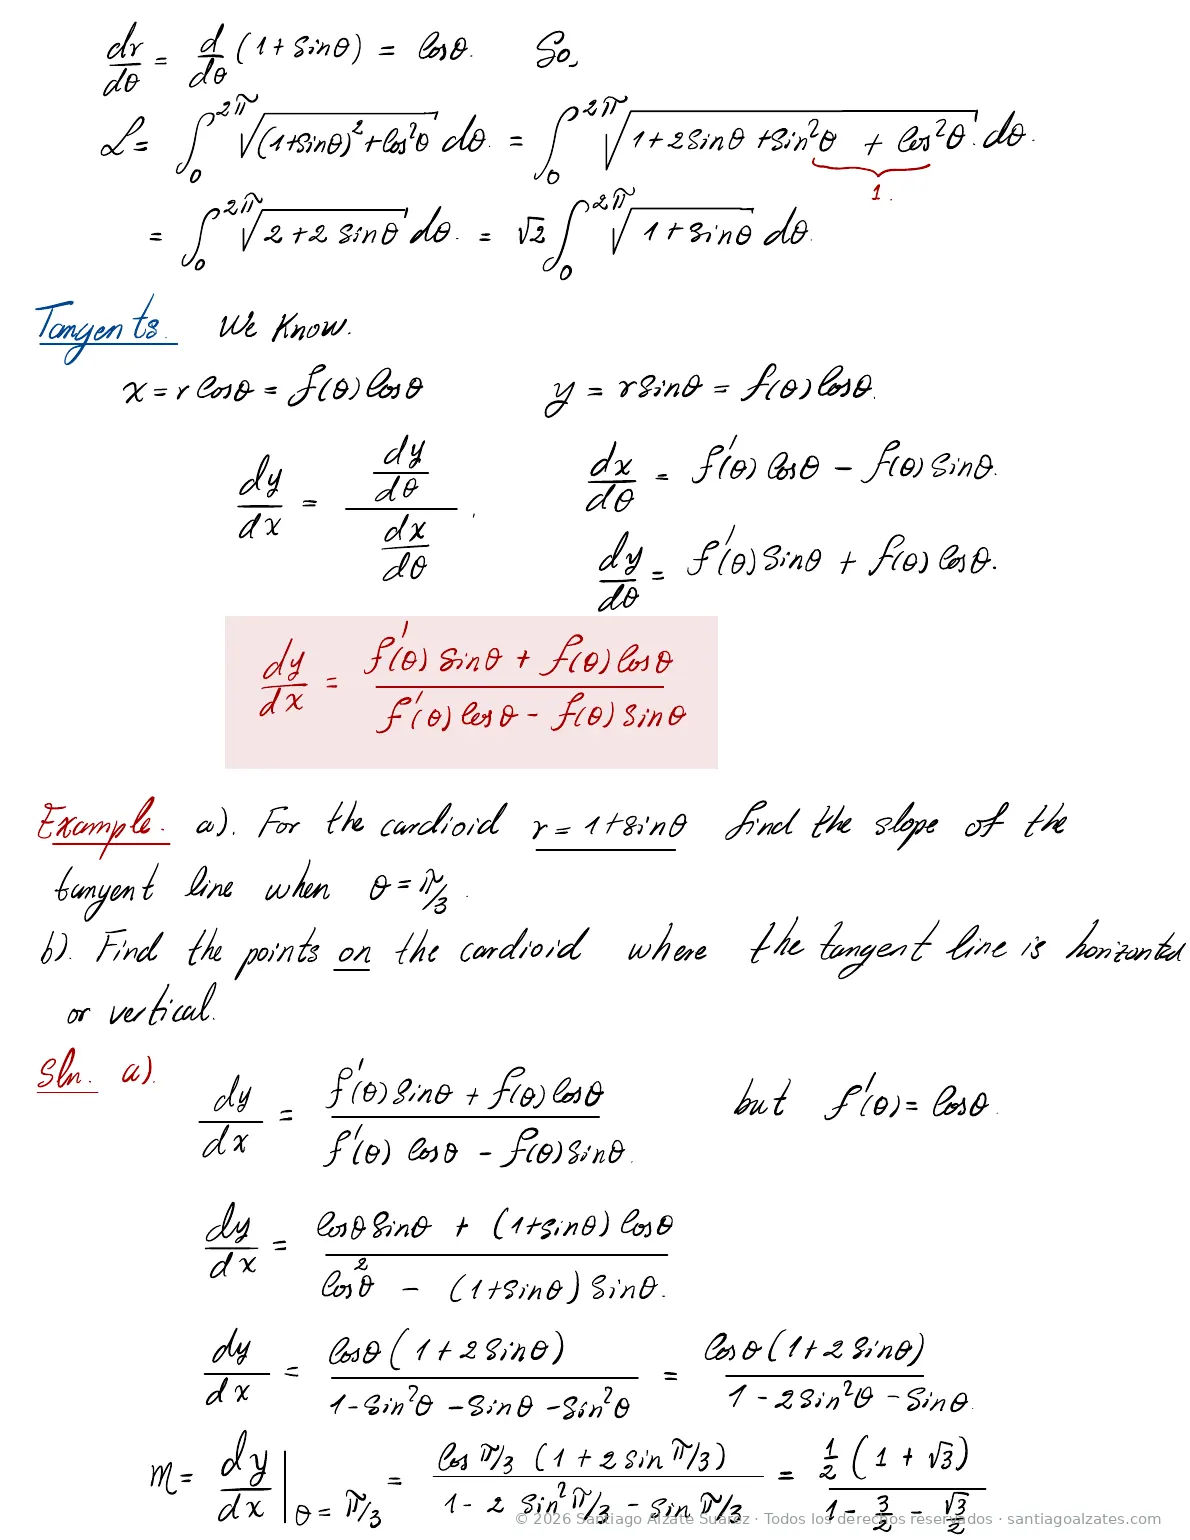 dr/dθ = d/dθ (1 + sinθ) = cosθ. So,
L = ∫₀^{2π} √((1+sinθ)² + cos²θ) dθ. = ∫₀^{2π} √(1 + 2sinθ + sin²θ + cos²θ) dθ.
1.
= ∫₀^{2π} √(2 + 2 sinθ) dθ. = √2 ∫₀^{2π} √(1 + sinθ) dθ.
Tangents. We know.
x = r cosθ = f(θ) cosθ y = r sinθ = f(θ) cosθ.
dy/dx = (dy/dθ)/(dx/dθ). dx/dθ = f'(θ) cosθ − f(θ) sinθ.
dy/dθ = f'(θ) sinθ + f(θ) cosθ.
dy/dx = (f'(θ) sinθ + f(θ) cosθ)/(f'(θ) cosθ − f(θ) sinθ)
Example. a). For the cardioid r = 1 + sinθ find the slope of the
tangent line when θ = π/3.
b). Find the points on the cardioid where the tangent line is horizontal
or vertical.
Sln. a).
dy/dx = (f'(θ) sinθ + f(θ) cosθ)/(f'(θ) cosθ − f(θ) sinθ). but f'(θ) = cosθ.
dy/dx = (cosθ sinθ + (1+sinθ) cosθ)/(cos²θ − (1+sinθ) sinθ.)
dy/dx = cosθ (1 + 2 sinθ)/(1 − sin²θ − sinθ − sin²θ) = cosθ (1 + 2 sinθ)/(1 − 2sin²θ − sinθ.)
m = dy/dx |θ = π/3 = cos π/3 (1 + 2 sin π/3)/(1 − 2 sin² π/3 − sin π/3) = 1/2 (1 + √3)/(1 − 3/2 − √3/2)
© 2026 Santiago Alzate Suárez · Todos los derechos reservados · santiagoalzates.com